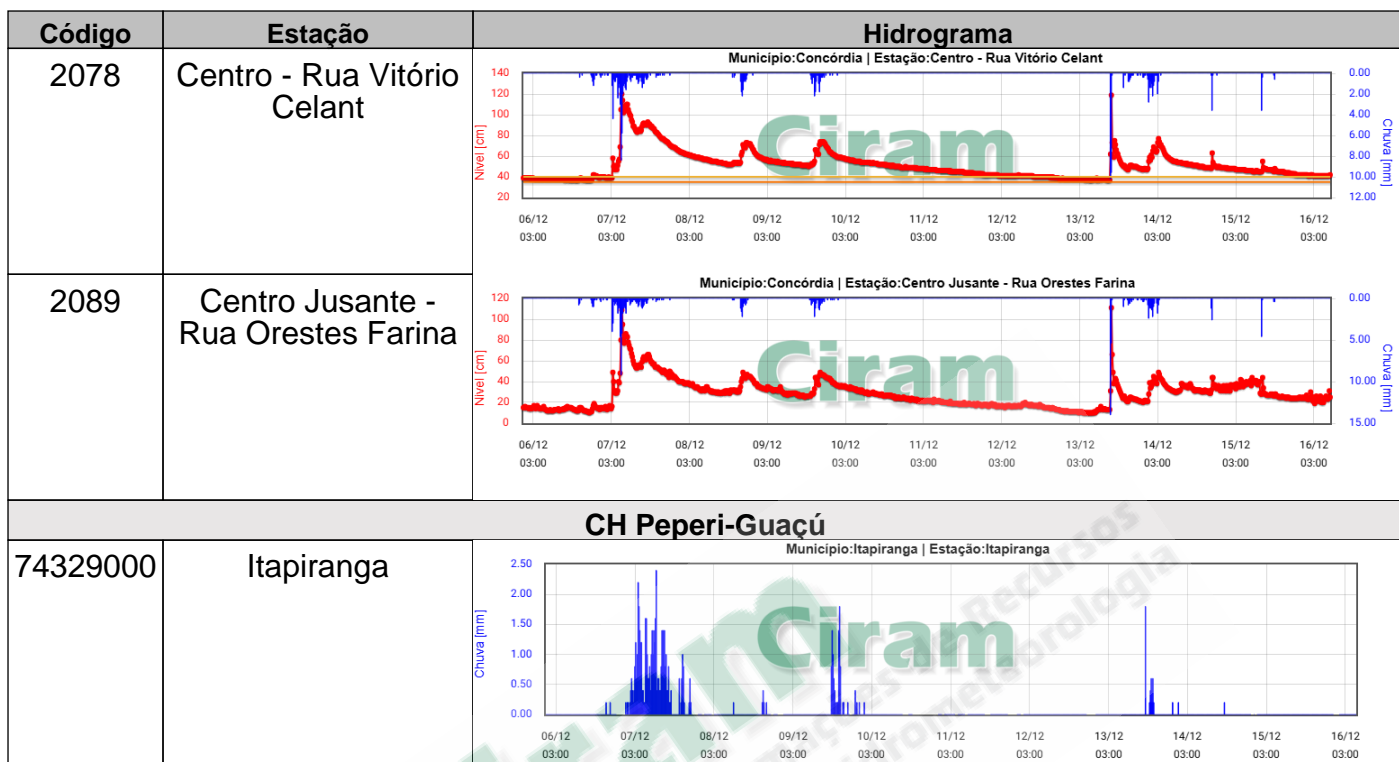 Código Estação Hidrograma
2078 Centro - Rua Vitório
Celant
Município:Concórdia | Estação:Centro - Rua Vitório Celant
140
120
100
80
60
40
20
Nível [cm]
Ciram
0.00
2.00
4.00
6.00
8.00
10.00
12.00
Chuva [mm]
06/12 07/12 08/12 09/12 10/12 11/12 12/12 13/12 14/12 15/12 16/12
03:00 03:00 03:00 03:00 03:00 03:00 03:00 03:00 03:00 03:00 03:00
2089 Centro Jusante -
Rua Orestes Farina
Município:Concórdia | Estação:Centro Jusante - Rua Orestes Farina
120
100
80
60
40
20
0
Nível [cm]
Ciram
0.00
5.00
10.00
15.00
Chuva [mm]
06/12 07/12 08/12 09/12 10/12 11/12 12/12 13/12 14/12 15/12 16/12
03:00 03:00 03:00 03:00 03:00 03:00 03:00 03:00 03:00 03:00 03:00
CH Peperi-Guaçú
74329000 Itapiranga
Município:Itapiranga | Estação:Itapiranga
2.50
2.00
1.50
1.00
0.50
0.00
Chuva [mm]
Ciram
06/12 07/12 08/12 09/12 10/12 11/12 12/12 13/12 14/12 15/12 16/12
03:00 03:00 03:00 03:00 03:00 03:00 03:00 03:00 03:00 03:00 03:00
de Recursos